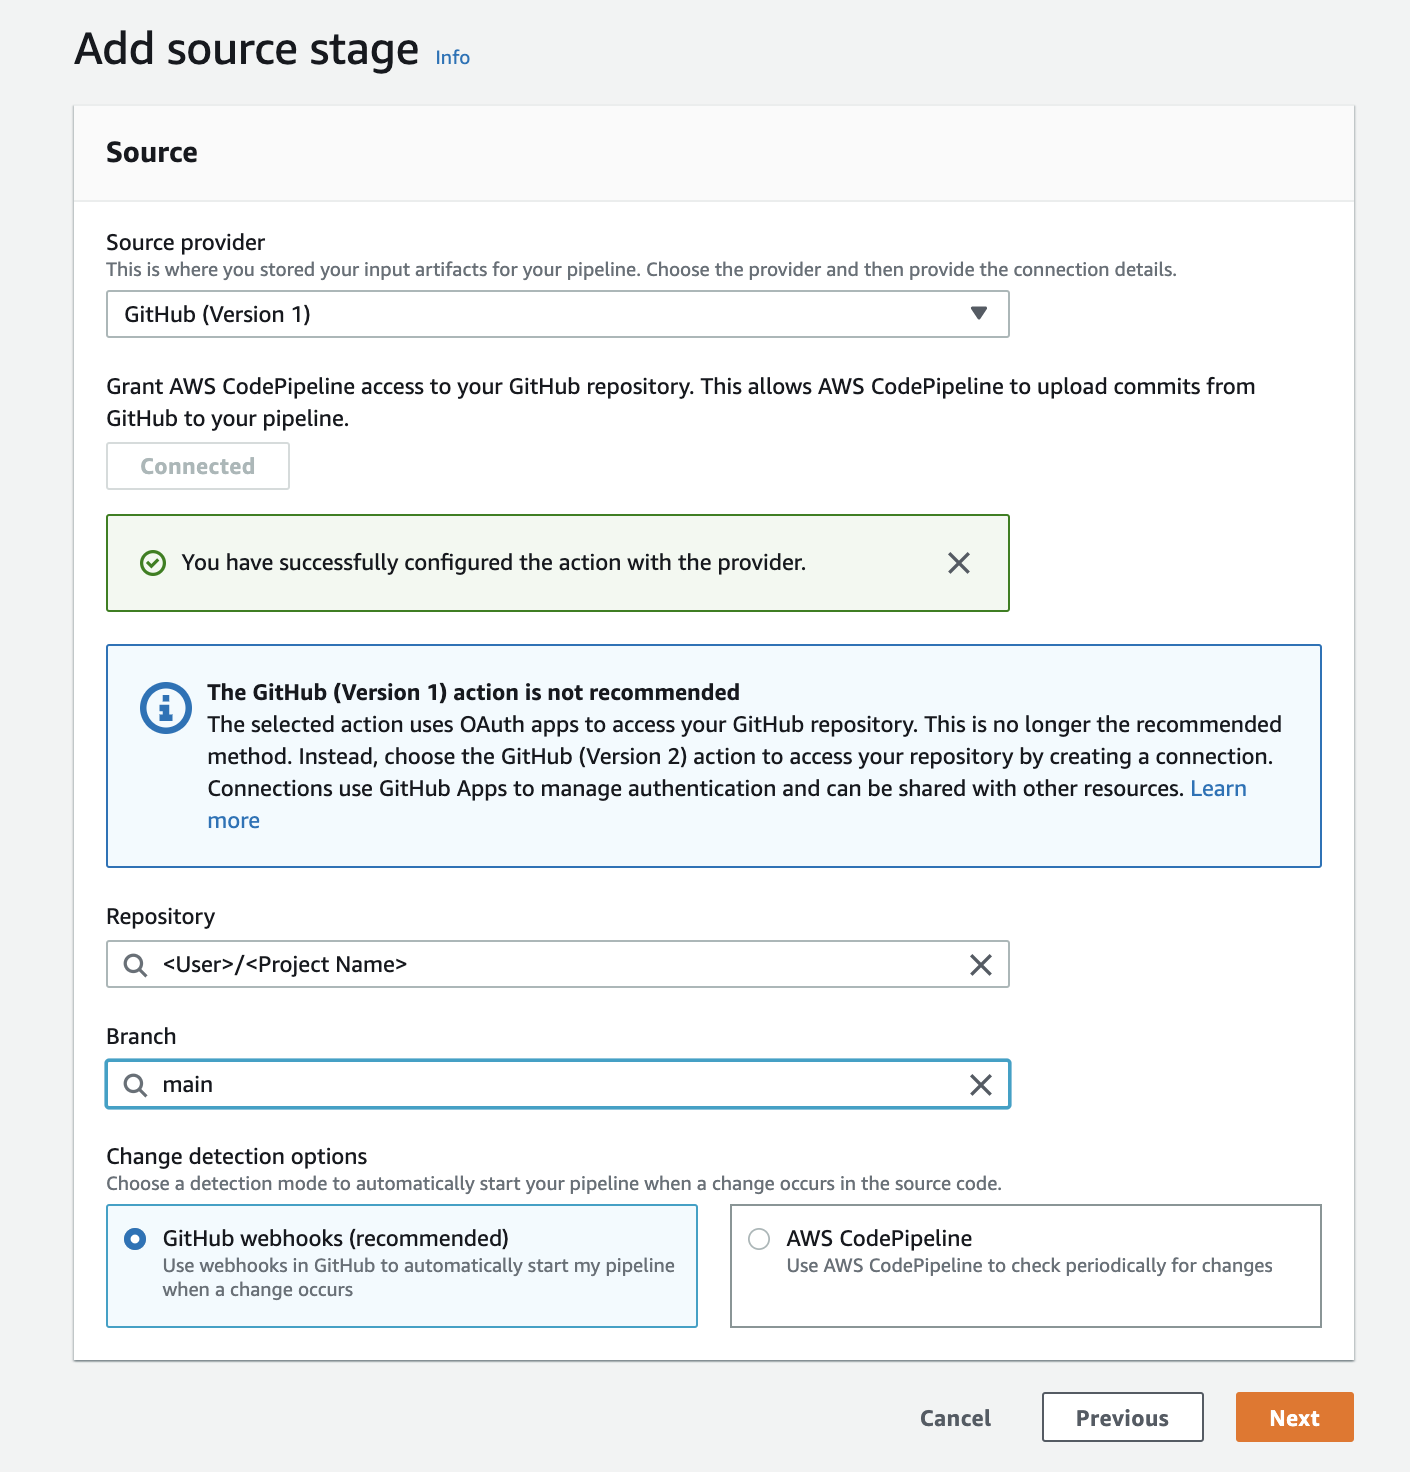 Add source stage Info
Source
Source provider
This is where you stored your input artifacts for your pipeline. Choose the provider and then provide the connection details.
GitHub (Version 1)
Grant AWS CodePipeline access to your GitHub repository. This allows AWS CodePipeline to upload commits from
GitHub to your pipeline.
Connected
You have successfully configured the action with the provider.
The GitHub (Version 1) action is not recommended
The selected action uses OAuth apps to access your GitHub repository. This is no longer the recommended
method. Instead, choose the GitHub (Version 2) action to access your repository by creating a connection.
Connections use GitHub Apps to manage authentication and can be shared with other resources. Learn
more
Repository
<User>/<Project Name>
Branch
main
Change detection options
Choose a detection mode to automatically start your pipeline when a change occurs in the source code.
GitHub webhooks (recommended)
Use webhooks in GitHub to automatically start my pipeline
when a change occurs
AWS CodePipeline
Use AWS CodePipeline to check periodically for changes
Cancel Previous Next